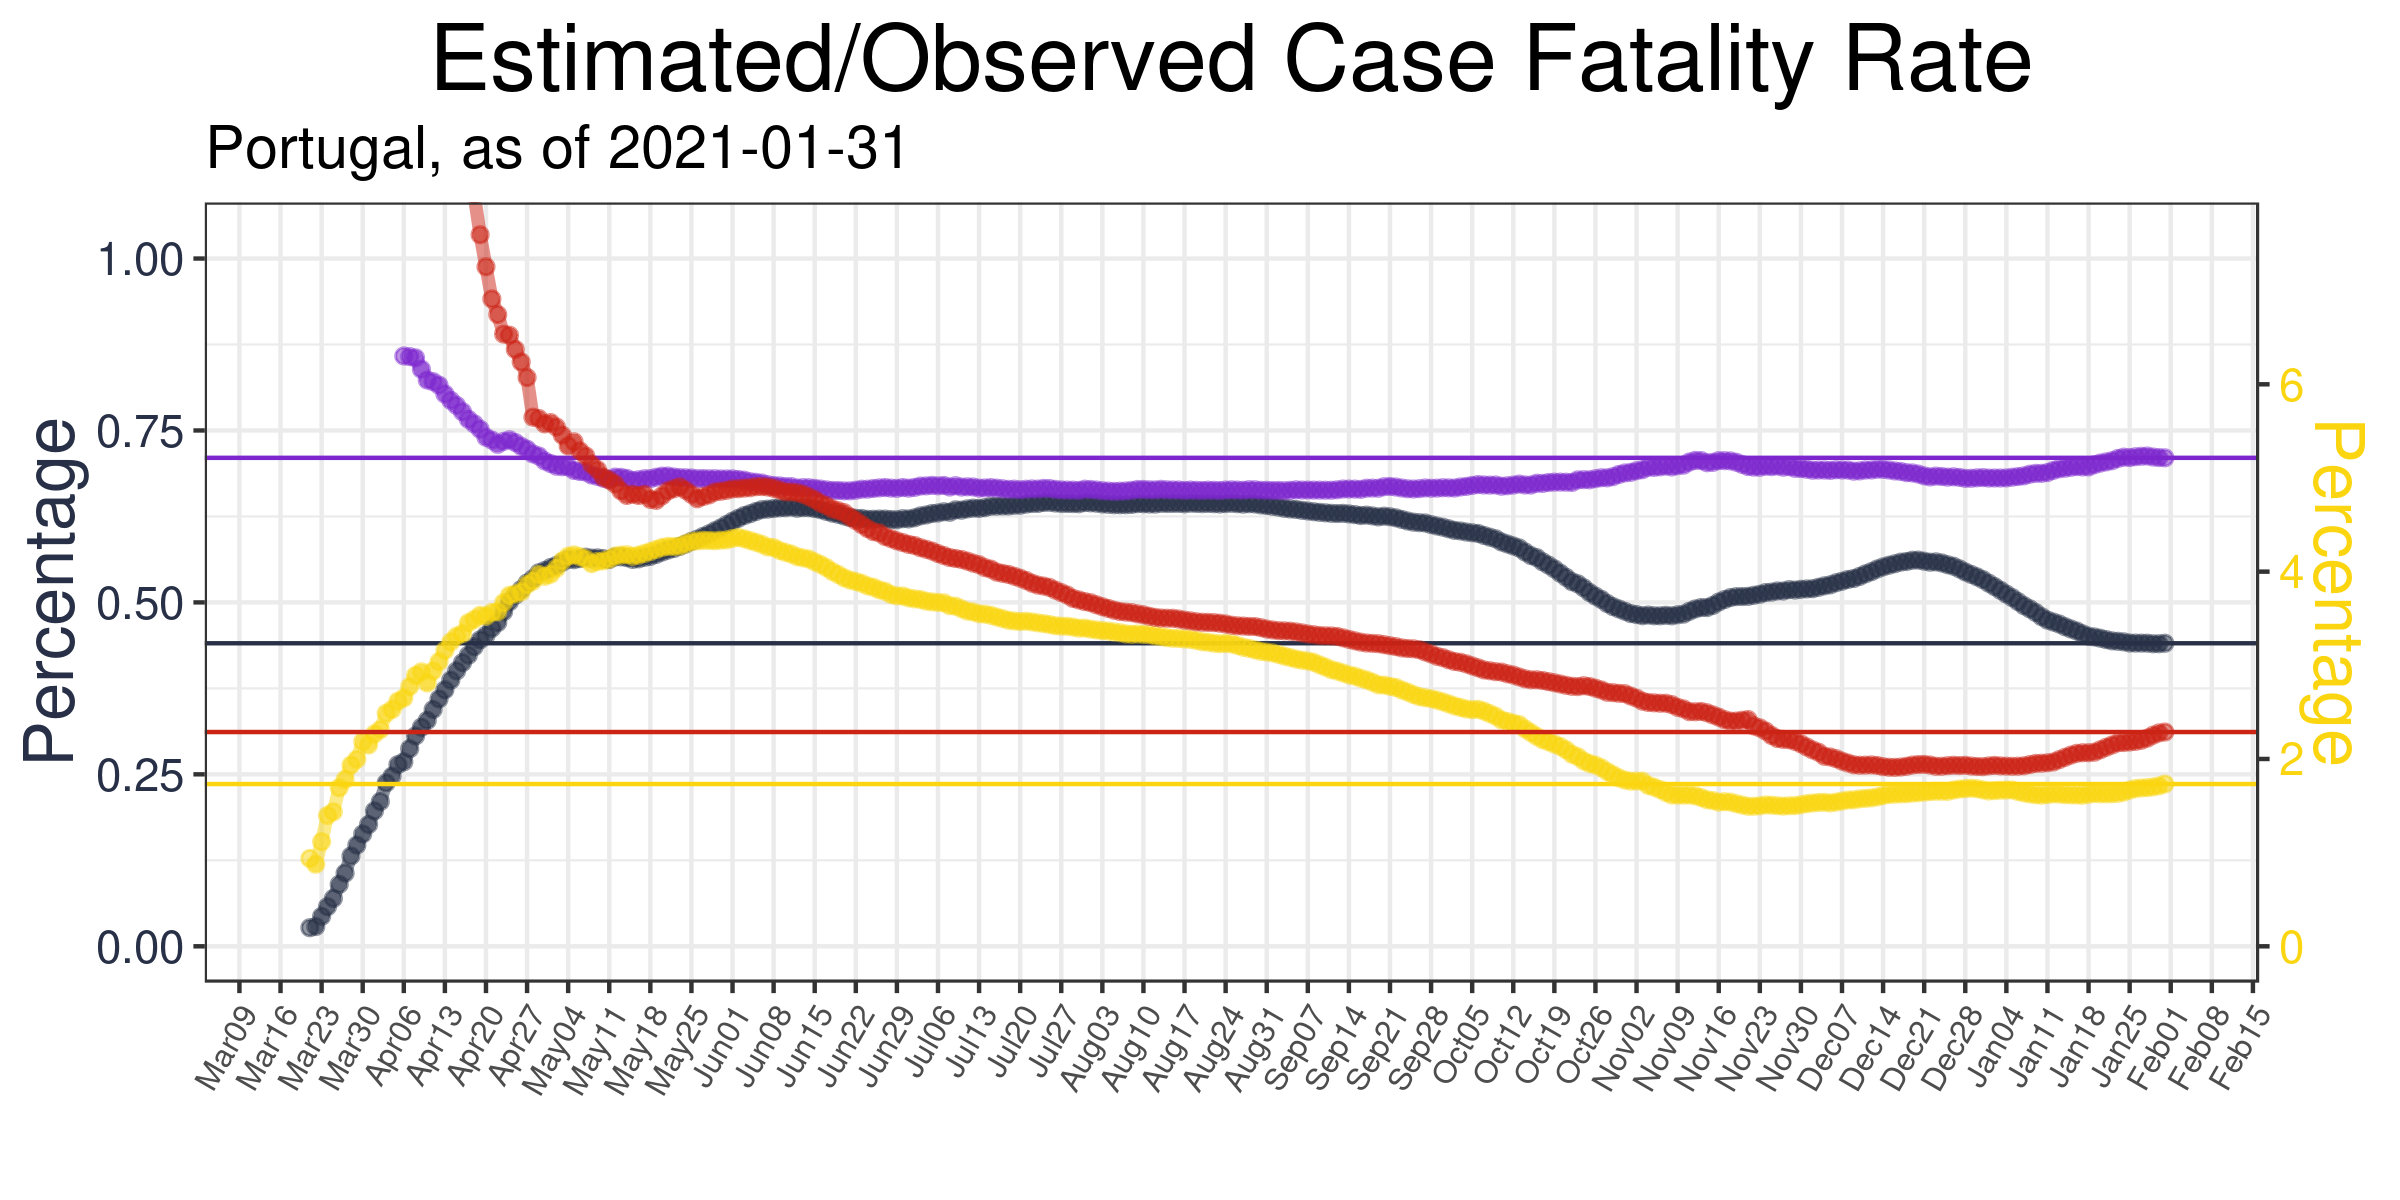 Estimated/Observed Case Fatality Rate
Portugal, as of 2021-01-31
Percentage
1.00
0.75
0.50
0.25
0.00
6
4
2
0
Percentage
Mar09
Mar16
Mar23
Mar30
Apr06
Apr13
Apr20
Apr27
May04
May11
May18
May25
Jun01
Jun08
Jun15
Jun22
Jun29
Jul06
Jul13
Jul20
Jul27
Aug03
Aug10
Aug17
Aug24
Aug31
Sep07
Sep14
Sep21
Sep28
Oct05
Oct12
Oct19
Oct26
Nov02
Nov09
Nov16
Nov23
Nov30
Dec07
Dec14
Dec21
Dec28
Jan04
Jan11
Jan18
Jan25
Feb01
Feb08
Feb15